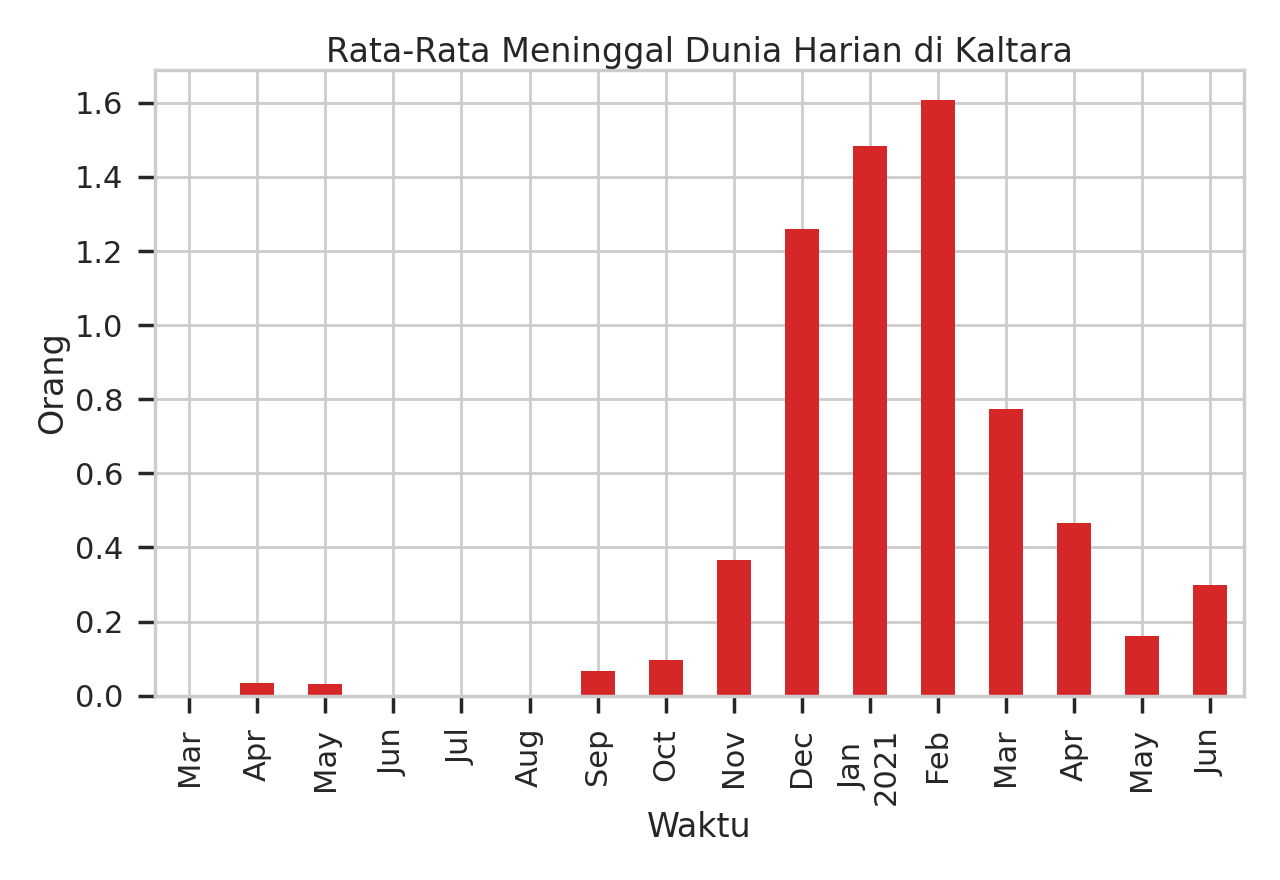 Rata-Rata Meninggal Dunia Harian di Kaltara
1.6
1.4
1.2
1.0
0.8
0.6
0.4
0.2
0.0
Orang
Mar
Apr
May
Jun
Jul
Aug
Sep
Oct
Nov
Dec
Jan
2021
Feb
Mar
Apr
May
Jun
Waktu